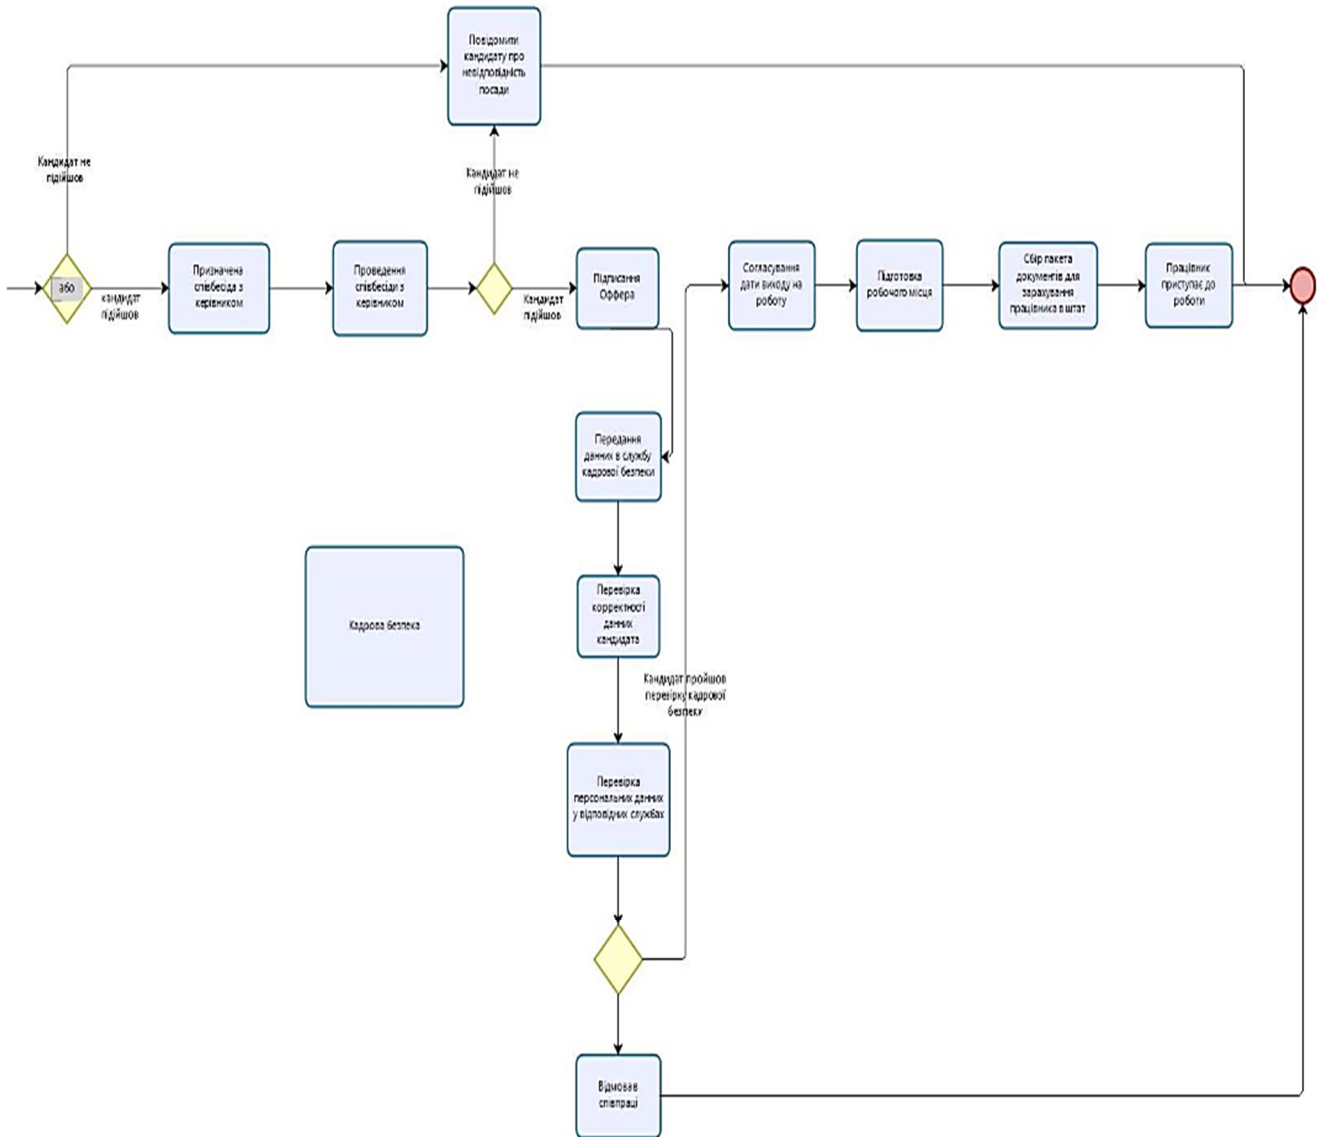 Повідомити
кандидату про
невідповідність
посади
Кандидат не
підійшов
Кандидат не
підійшов
або
кандидат
підійшов
Призначена
співбесіда з
керівником
Проведення
співбесіди з
керівником
Кандидат
підійшов
Підписання
Оффера
Согласування
дати виходу на
роботу
Підготовка
робочого місця
Сбір пакета
документів для
зарахування
працівника в штат
Працівник
приступає до
роботи
Передання
данних в службу
кадрової безпеки
Кадрова безпека
Перевірка
корректності
данних
кандидата
Кандидат пройшов
перевірку кадрової
безпеку
Перевірка
персональних данних
у відповідних службах
Відмовав
співпраці